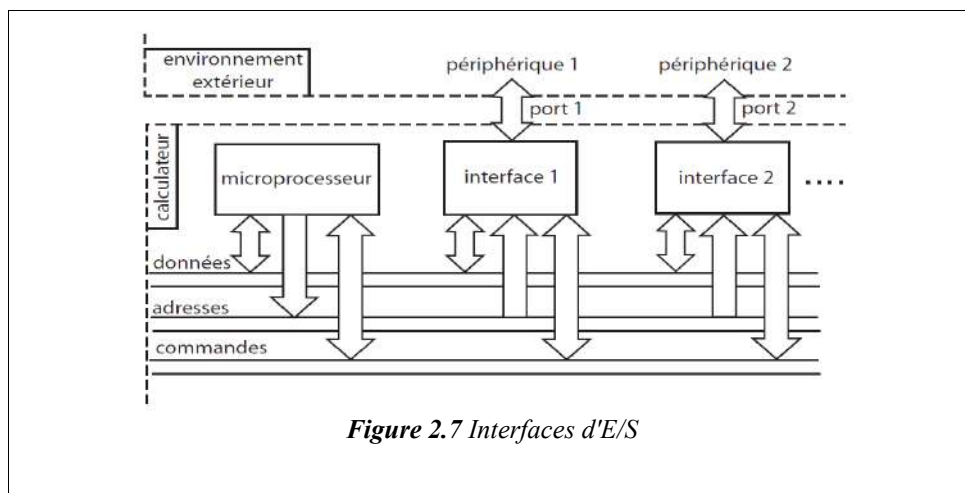 environnement
extérieur
périphérique 1
périphérique 2
port 1
port 2
calculateur
microprocesseur
interface 1
interface 2
....
données
adresses
commandes
Figure 2.7 Interfaces d'E/S